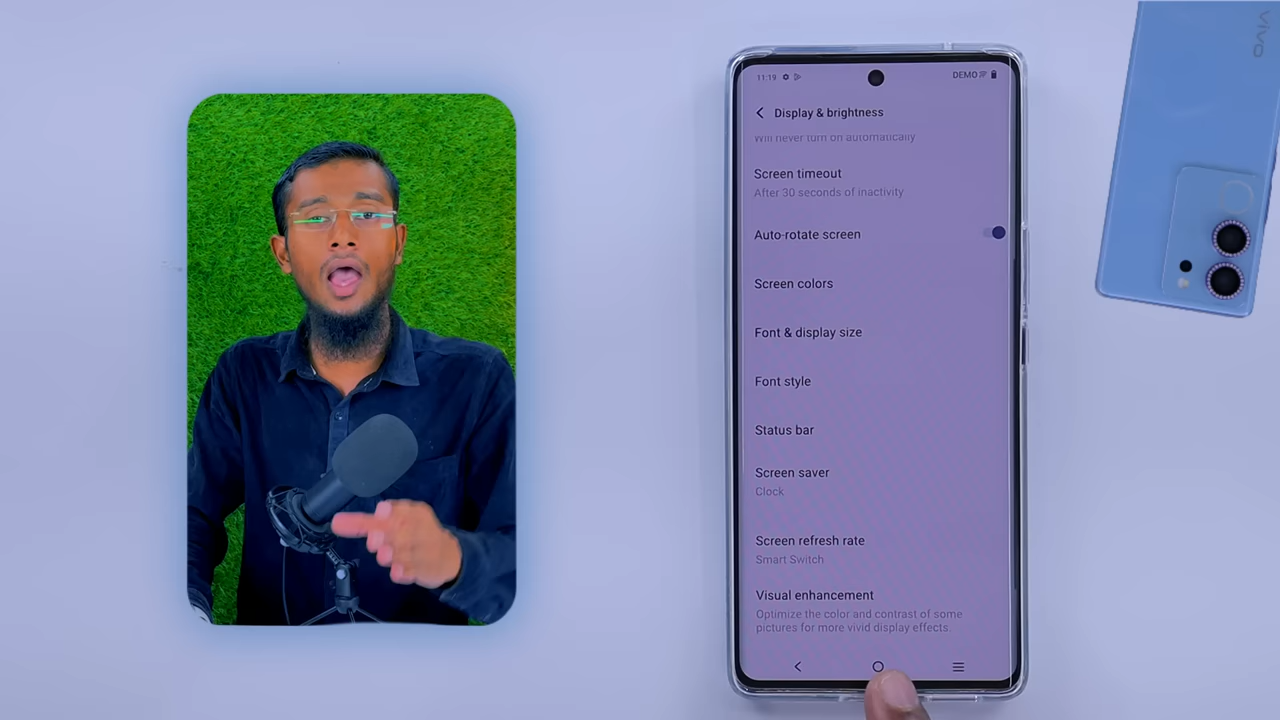 vivo
11:19
DEMO
Display & brightness
Will never turn on automatically
Screen timeout
After 30 seconds of inactivity
Auto-rotate screen
Screen colors
Font & display size
Font style
Status bar
Screen saver
Clock
Screen refresh rate
Smart Switch
Visual enhancement
Optimize the color and contrast of some
pictures for more vivid display effects.